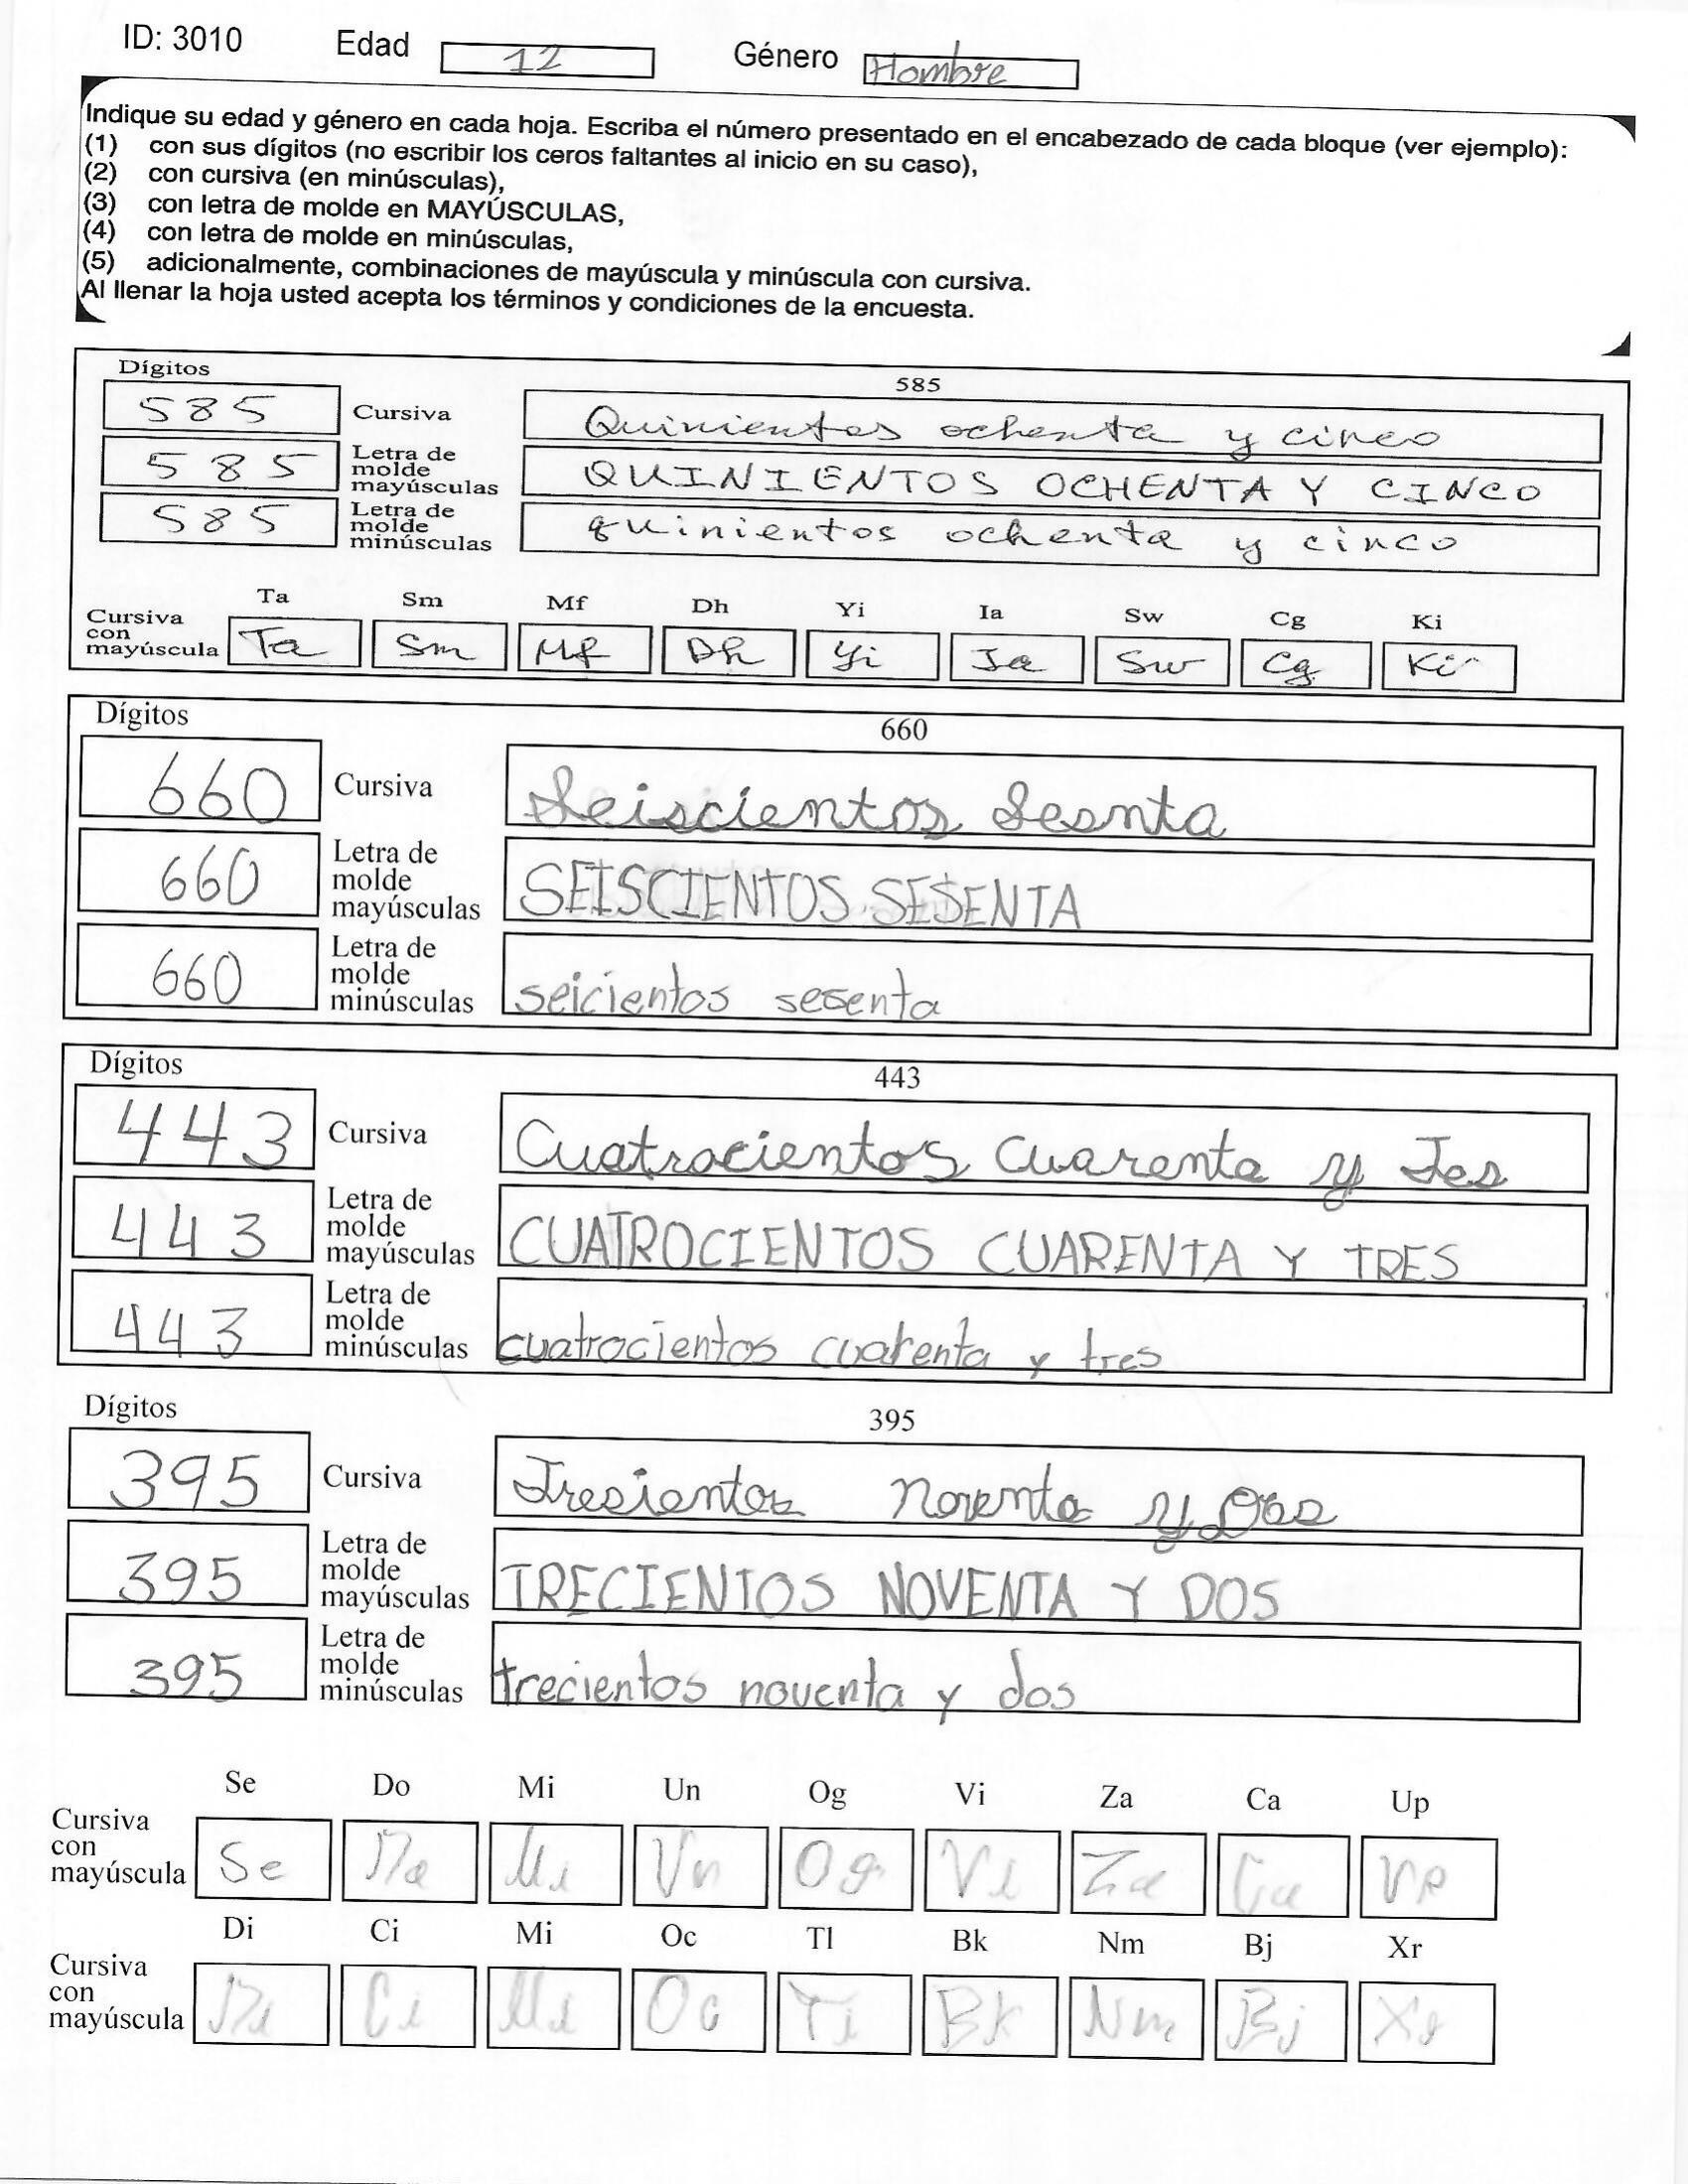 ID: 3010 Edad 12 Género Hombre
Indique su edad y género en cada hoja. Escriba el número presentado en el encabezado de cada bloque (ver ejemplo):
(1) con sus dígitos (no escribir los ceros faltantes al inicio en su caso),
(2) con cursiva (en minúsculas),
(3) con letra de molde en MAYÚSCULAS,
(4) con letra de molde en minúsculas,
(5) adicionalmente, combinaciones de mayúscula y minúscula con cursiva.
Al llenar la hoja usted acepta los términos y condiciones de la encuesta.
Dígitos 585
585 Cursiva Quinientos ochenta y cinco
585 Letra de molde mayúsculas QUINIENTOS OCHENTA Y CINCO
585 Letra de molde minúsculas quinientos ochenta y cinco
Ta Sm Mf Dh Yi Ia Sw Cg Ki
Cursiva con mayúscula Ta Sm Mf Dh Yi Ia Sw Cg Ki
Dígitos 660
660 Cursiva Seiscientos Sesnta
660 Letra de molde mayúsculas SEISCIENTOS SESENTA
660 Letra de molde minúsculas seicientos sesenta
Dígitos 443
443 Cursiva Cuatrocientos Cuarenta y Tes
443 Letra de molde mayúsculas CUATROCIENTOS CUARENTA Y TRES
443 Letra de molde minúsculas cuatrocientos cuarenta y tres
Dígitos 395
395 Cursiva Tresientos noventa y Dos
395 Letra de molde mayúsculas TRECIENTOS NOVENTA Y DOS
395 Letra de molde minúsculas trecientos noventa y dos
Se Do Mi Un Og Vi Za Ca Up
Cursiva con mayúscula Se Do Mi Un Og Vi Za Ca Up
Di Ci Mi Oc Tl Bk Nm Bj Xr
Cursiva con mayúscula Di Ci Mi Oc Ti Bk Nm Bj Xr